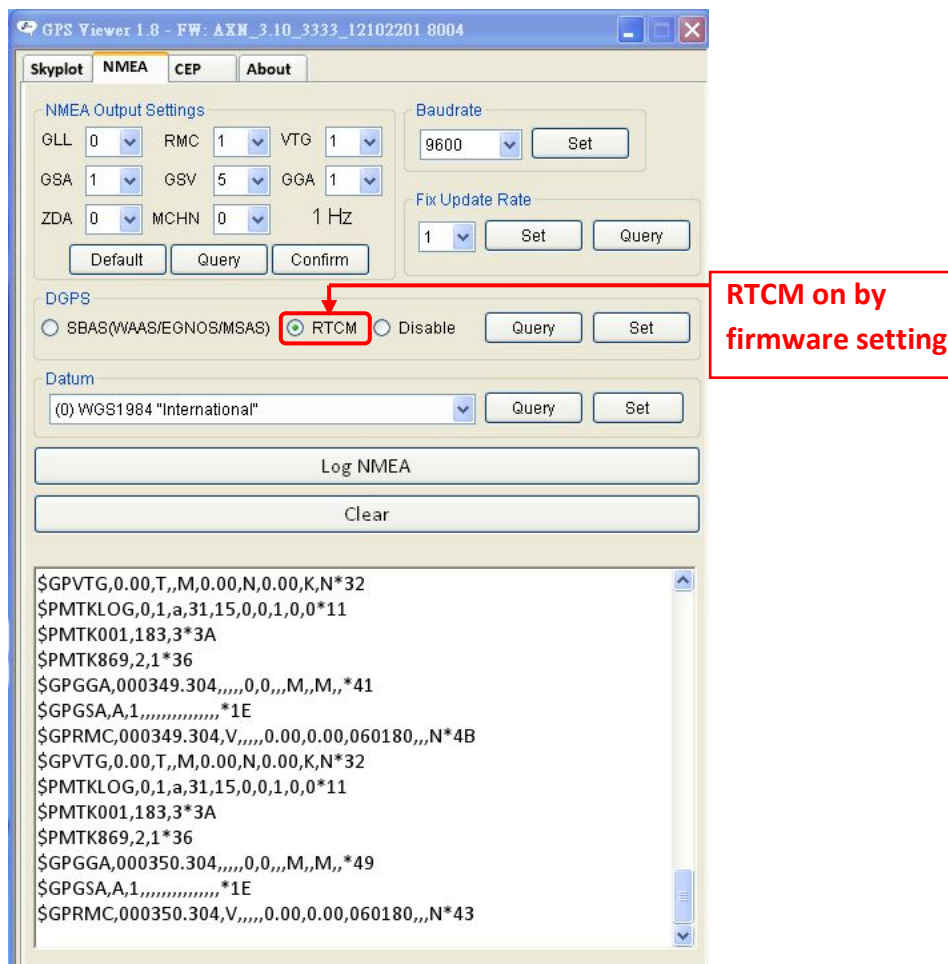 GPS Viewer 1.8 - FW: AXN_3.10_3333_12102201 8004
Skyplot NMEA CEP About
NMEA Output Settings
GLL 0 RMC 1 VTG 1
GSA 1 GSV 5 GGA 1
ZDA 0 MCHN 0 1 Hz
Default Query Confirm
Baudrate
9600 Set
Fix Update Rate
1 Set Query
DGPS
SBAS(WAAS/EGNOS/MSAS) RTCM Disable Query Set
RTCM on by
firmware setting
Datum
(0) WGS1984 "International" Query Set
Log NMEA
Clear
$GPVTG,0.00,T,,M,0.00,N,0.00,K,N*32
$PMTKLOG,0,1,a,31,15,0,0,1,0,0*11
$PMTK001,183,3*3A
$PMTK869,2,1*36
$GPGGA,000349.304,,,,,0,0,,,M,,M,,*41
$GPGSA,A,1,,,,,,,,,,,,,,,*1E
$GPRMC,000349.304,V,,,,,0.00,0.00,060180,,,N*4B
$GPVTG,0.00,T,,M,0.00,N,0.00,K,N*32
$PMTKLOG,0,1,a,31,15,0,0,1,0,0*11
$PMTK001,183,3*3A
$PMTK869,2,1*36
$GPGGA,000350.304,,,,,0,0,,,M,,M,,*49
$GPGSA,A,1,,,,,,,,,,,,,,,*1E
$GPRMC,000350.304,V,,,,,0.00,0.00,060180,,,N*43